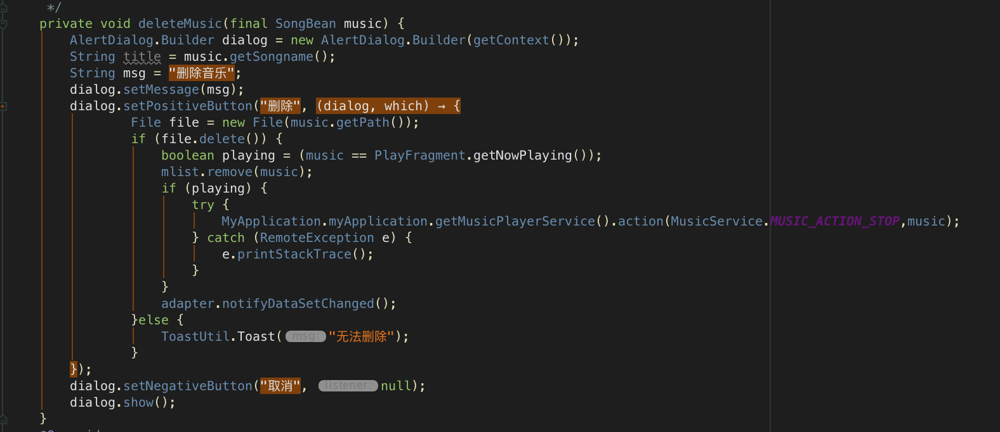 */
private void deleteMusic(final SongBean music) {
AlertDialog.Builder dialog = new AlertDialog.Builder(getContext());
String title = music.getSongname();
String msg = "删除音乐";
dialog.setMessage(msg);
dialog.setPositiveButton("删除", (dialog, which) → {
File file = new File(music.getPath());
if (file.delete()) {
boolean playing = (music == PlayFragment.getNowPlaying());
mlist.remove(music);
if (playing) {
try {
MyApplication.myApplication.getMusicPlayerService().action(MusicService.MUSIC_ACTION_STOP,music);
} catch (RemoteException e) {
e.printStackTrace();
}
}
adapter.notifyDataSetChanged();
}else {
ToastUtil.Toast( msg: "无法删除");
}
});
dialog.setNegativeButton("取消", listener: null);
dialog.show();
}